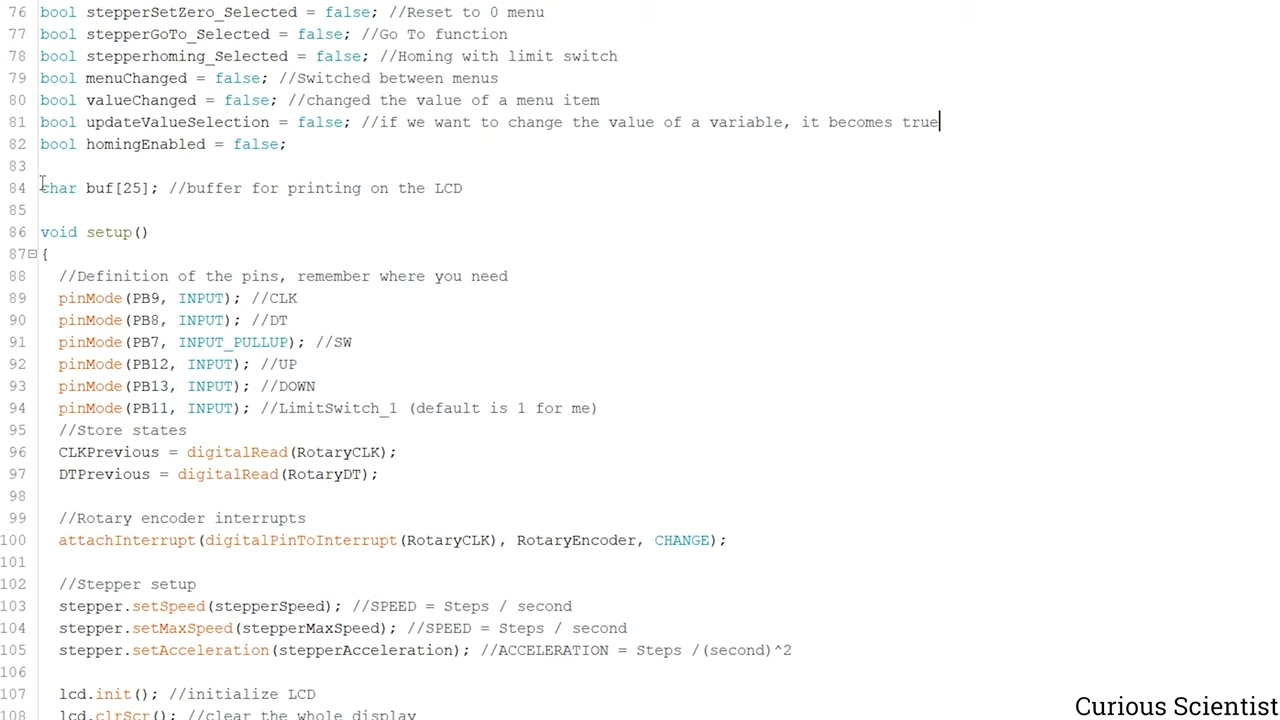 76 bool stepperSetZero_Selected = false; //Reset to 0 menu
77 bool stepperGoTo_Selected = false; //Go To function
78 bool stepperhoming_Selected = false; //Homing with limit switch
79 bool menuChanged = false; //Switched between menus
80 bool valueChanged = false; //changed the value of a menu item
81 bool updateValueSelection = false; //if we want to change the value of a variable, it becomes true
82 bool homingEnabled = false;
83
84 char buf[25]; //buffer for printing on the LCD
85
86 void setup()
87 {
88 //Definition of the pins, remember where you need
89 pinMode(PB9, INPUT); //CLK
90 pinMode(PB8, INPUT); //DT
91 pinMode(PB7, INPUT_PULLUP); //SW
92 pinMode(PB12, INPUT); //UP
93 pinMode(PB13, INPUT); //DOWN
94 pinMode(PB11, INPUT); //LimitSwitch_1 (default is 1 for me)
95 //Store states
96 CLKPrevious = digitalRead(RotaryCLK);
97 DTPrevious = digitalRead(RotaryDT);
98
99 //Rotary encoder interrupts
100 attachInterrupt(digitalPinToInterrupt(RotaryCLK), RotaryEncoder, CHANGE);
101
102 //Stepper setup
103 stepper.setSpeed(stepperSpeed); //SPEED = Steps / second
104 stepper.setMaxSpeed(stepperMaxSpeed); //SPEED = Steps / second
105 stepper.setAcceleration(stepperAcceleration); //ACCELERATION = Steps /(second)^2
106
107 lcd.init(); //initialize LCD
108 lcd.clrScr(); //clear the whole display
Curious Scientist